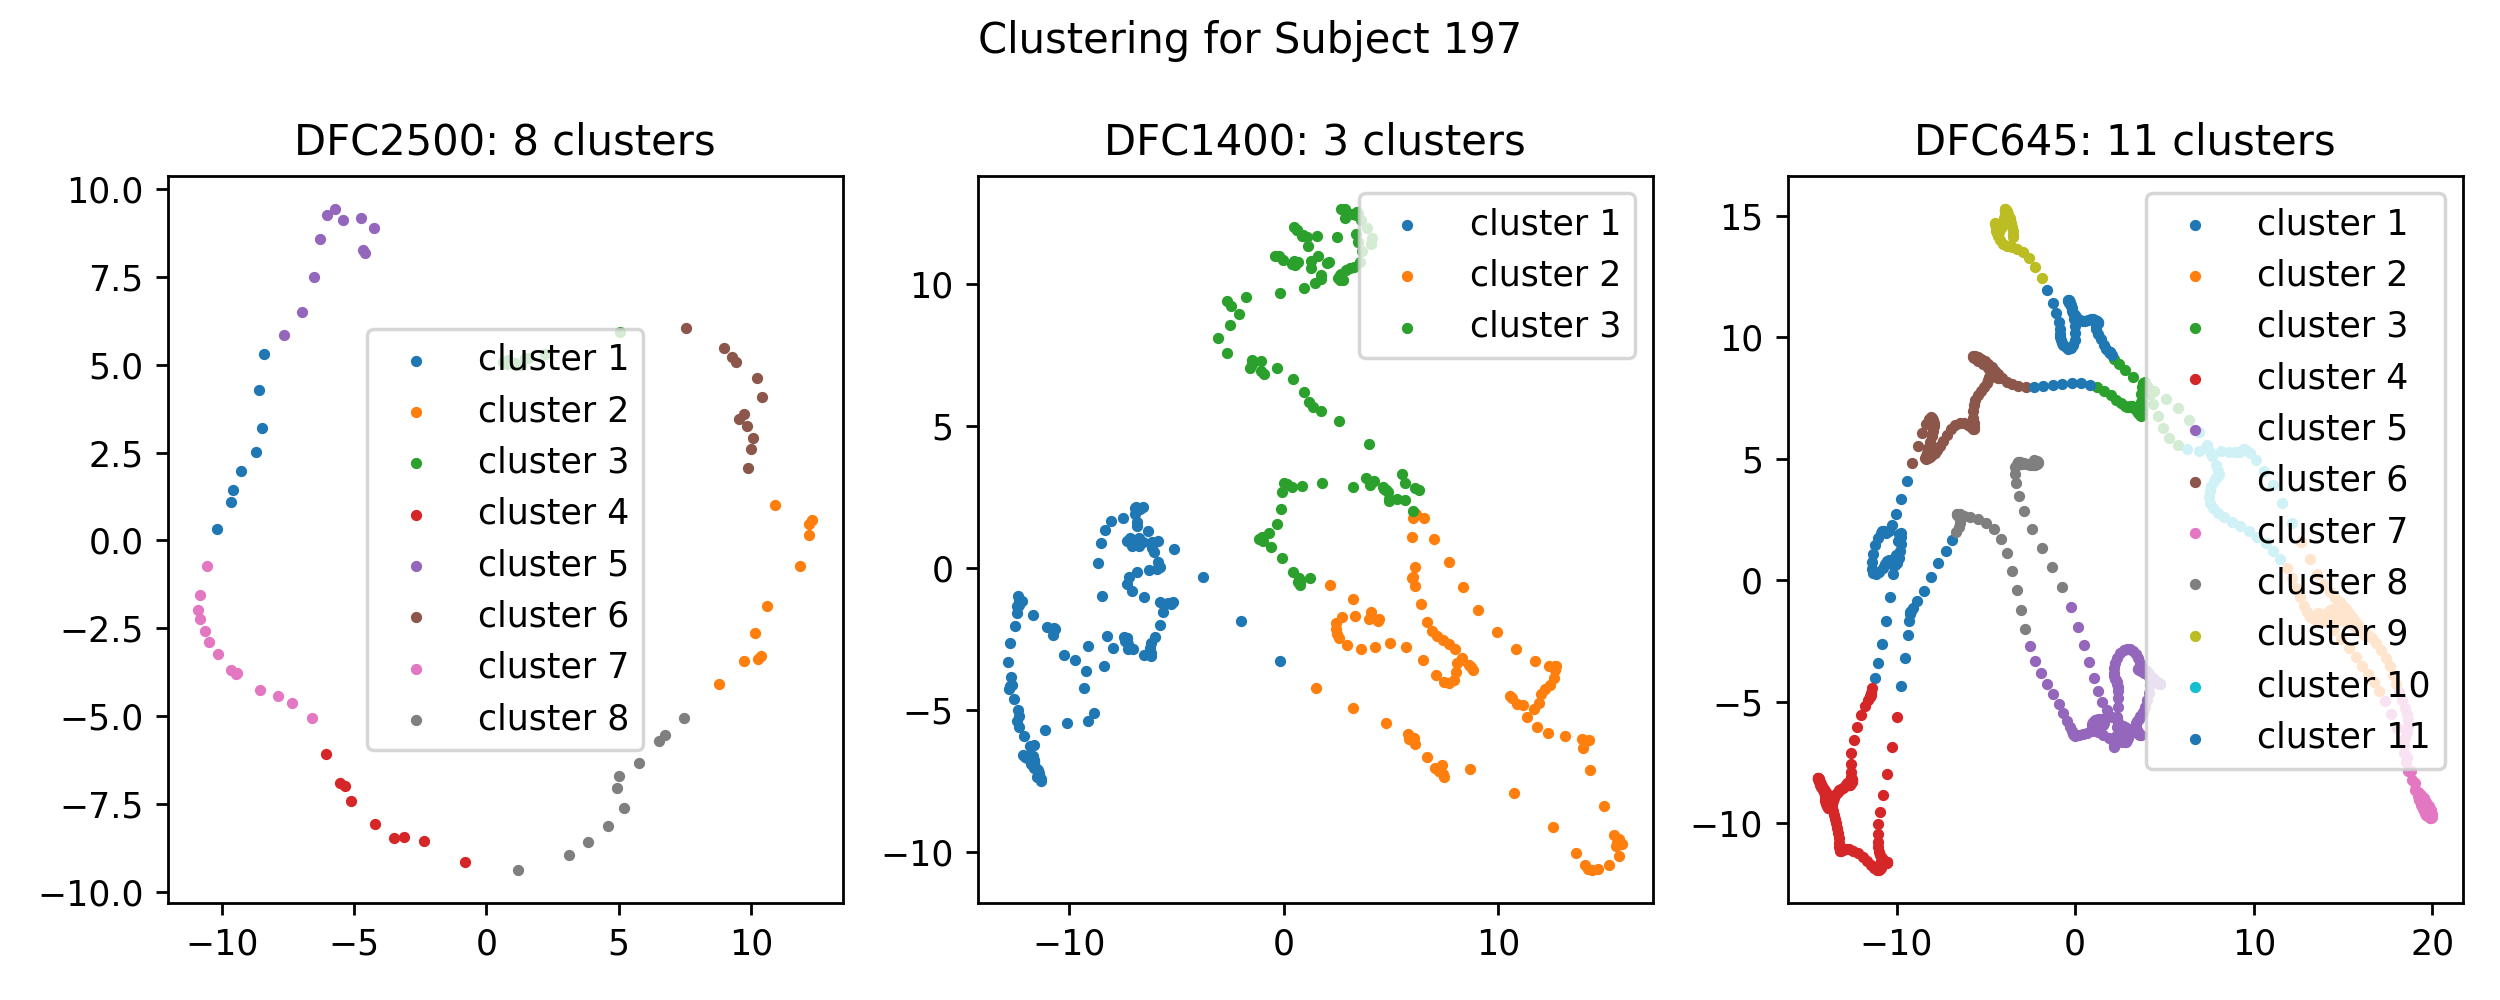 Clustering for Subject 197
DFC2500: 8 clusters
10.0
7.5
5.0
2.5
0.0
−2.5
−5.0
−7.5
−10.0
−10
−5
0
5
10
cluster 1
cluster 2
cluster 3
cluster 4
cluster 5
cluster 6
cluster 7
cluster 8
DFC1400: 3 clusters
10
5
0
−5
−10
−10
0
10
cluster 1
cluster 2
cluster 3
DFC645: 11 clusters
15
10
5
0
−5
−10
−10
0
10
20
cluster 1
cluster 2
cluster 3
cluster 4
cluster 5
cluster 6
cluster 7
cluster 8
cluster 9
cluster 10
cluster 11